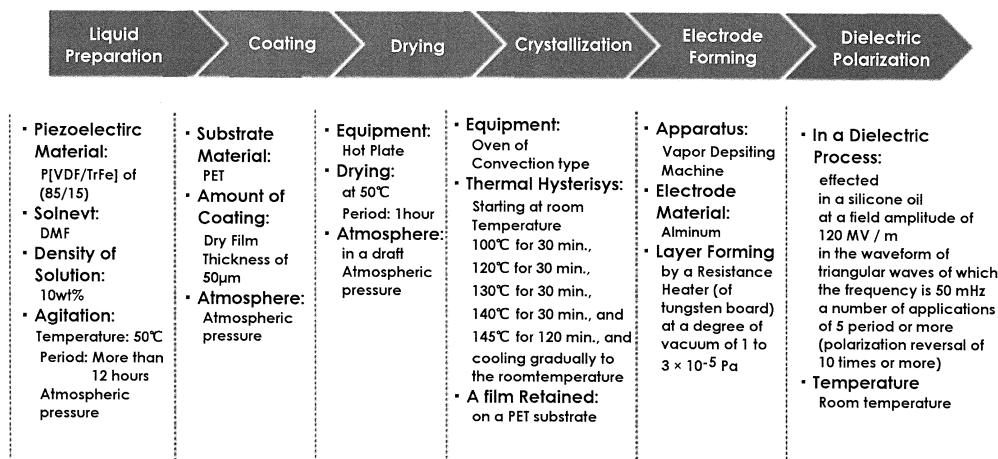 Liquid
Preparation
Coating
Drying
Crystallization
Electrode
Forming
Dielectric
Polarization
· Piezoelectirc
Material:
P[VDF/TrFe] of
(85/15)
· Solnevt:
DMF
· Density of
Solution:
10wt%
· Agitation:
Temperature: 50℃
Period: More than
12 hours
Atmospheric
pressure
· Substrate
Material:
PET
· Amount of
Coating:
Dry Film
Thickness of
50μm
· Atmosphere:
Atmospheric
pressure
· Equipment:
Hot Plate
· Drying:
at 50℃
Period: 1hour
· Atmosphere:
in a draft
Atmospheric
pressure
· Equipment:
Oven of
Convection type
· Thermal Hysterisys:
Starting at room
Temperature
100℃ for 30 min.,
120℃ for 30 min.,
130℃ for 30 min.,
140℃ for 30 min., and
145℃ for 120 min., and
cooling gradually to
the roomtemperature
· A film Retained:
on a PET substrate
· Apparatus:
Vapor Depsiting
Machine
· Electrode
Material:
Alminum
· Layer Forming
by a Resistance
Heater (of
tungsten board)
at a degree of
vacuum of 1 to
3 × 10⁻⁵ Pa
· In a Dielectric
Process:
effected
in a silicone oil
at a field amplitude of
120 MV / m
in the waveform of
triangular waves of which
the frequency is 50 mHz
a number of applications
of 5 period or more
(polarization reversal of
10 times or more)
· Temperature
Room temperature